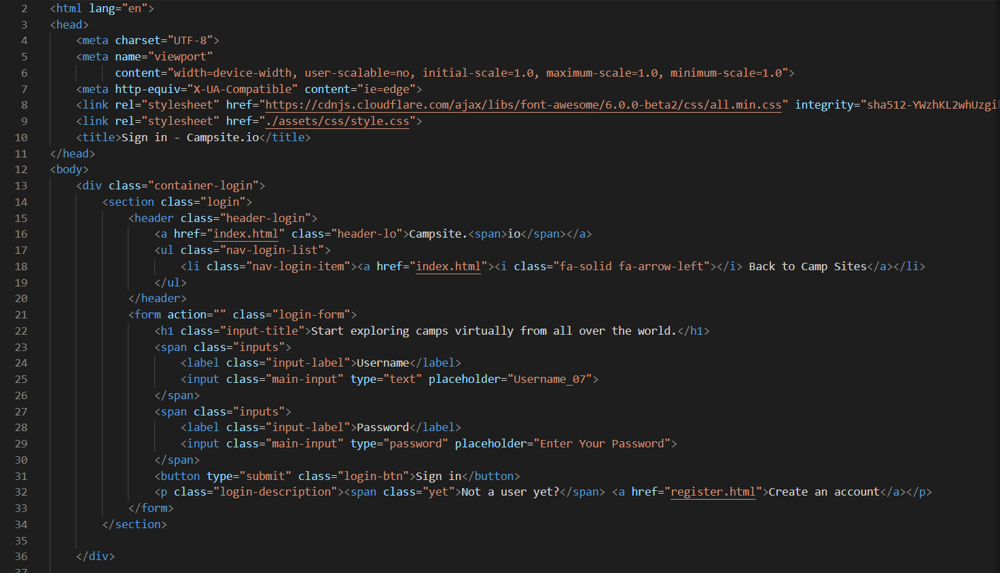 2 <html lang="en">
3 <head>
4 <meta charset="UTF-8">
5 <meta name="viewport"
6 content="width=device-width, user-scalable=no, initial-scale=1.0, maximum-scale=1.0, minimum-scale=1.0">
7 <meta http-equiv="X-UA-Compatible" content="ie=edge">
8 <link rel="stylesheet" href="https://cdnjs.cloudflare.com/ajax/libs/font-awesome/6.0.0-beta2/css/all.min.css" integrity="sha512-YWzhKL2whUzgi
9 <link rel="stylesheet" href="./assets/css/style.css">
10 <title>Sign in - Campsite.io</title>
11 </head>
12 <body>
13 <div class="container-login">
14 <section class="login">
15 <header class="header-login">
16 <a href="index.html" class="header-lo">Campsite.<span>io</span></a>
17 <ul class="nav-login-list">
18 <li class="nav-login-item"><a href="index.html"><i class="fa-solid fa-arrow-left"></i> Back to Camp Sites</a></li>
19 </ul>
20 </header>
21 <form action="" class="login-form">
22 <h1 class="input-title">Start exploring camps virtually from all over the world.</h1>
23 <span class="inputs">
24 <label class="input-label">Username</label>
25 <input class="main-input" type="text" placeholder="Username_07">
26 </span>
27 <span class="inputs">
28 <label class="input-label">Password</label>
29 <input class="main-input" type="password" placeholder="Enter Your Password">
30 </span>
31 <button type="submit" class="login-btn">Sign in</button>
32 <p class="login-description"><span class="yet">Not a user yet?</span> <a href="register.html">Create an account</a></p>
33 </form>
34 </section>
35
36 </div>
37